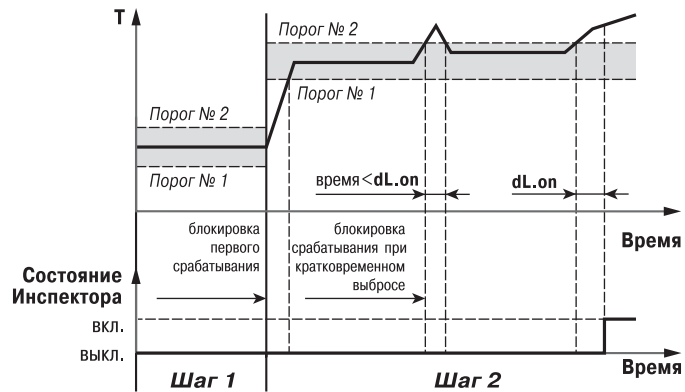 T
Порог № 2
Порог № 1
Порог № 2
Порог № 1
время<dL.on
dL.on
Время
блокировка
первого
срабатывания
блокировка
срабатывания при
кратковременном
выбросе
Состояние
Инспектора
вкл.
выкл.
Время
Шаг 1
Шаг 2